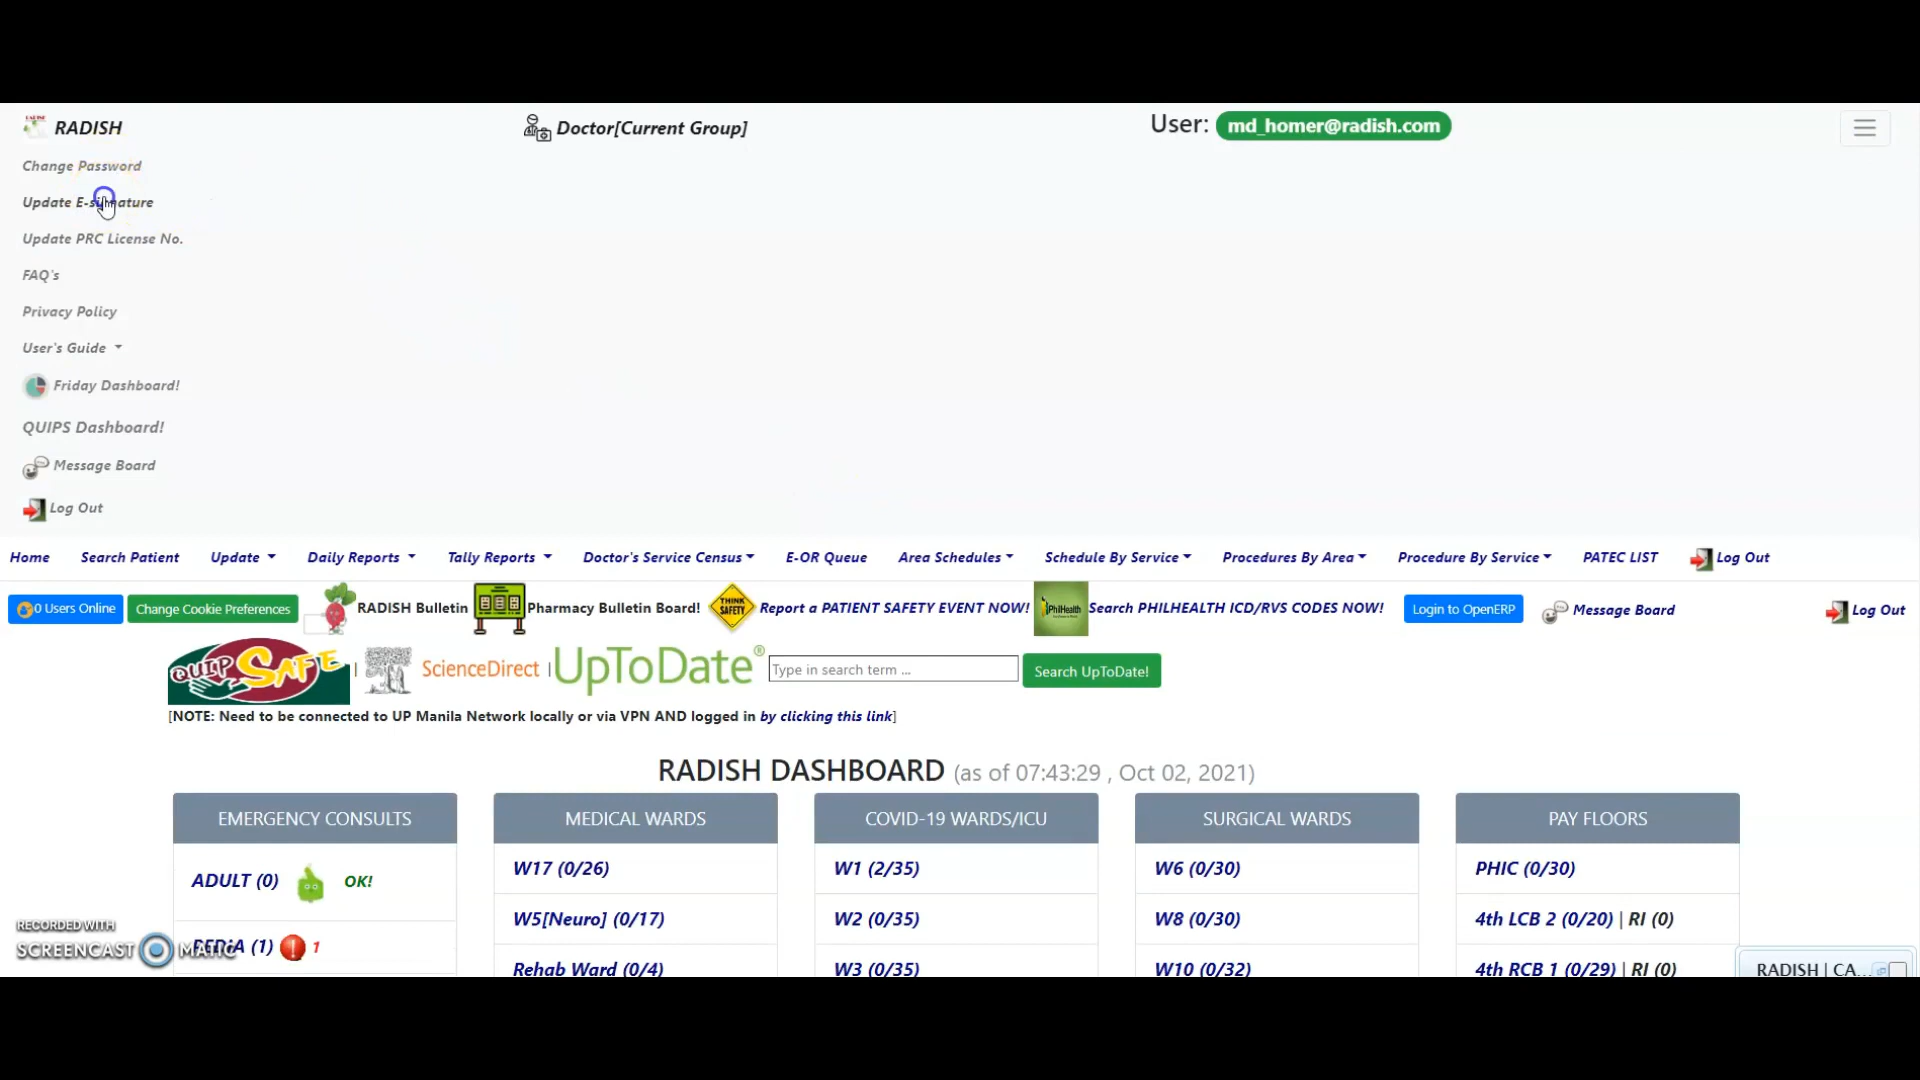 RADISH
Doctor[Current Group]
User: md_homer@radish.com
Change Password
Update E-signature
Update PRC License No.
FAQ's
Privacy Policy
User's Guide
Friday Dashboard!
QUIPS Dashboard!
Message Board
Log Out
Home Search Patient Update Daily Reports Tally Reports Doctor's Service Census E-OR Queue Area Schedules Schedule By Service Procedures By Area Procedure By Service PATEC LIST Log Out
0 Users Online Change Cookie Preferences RADISH Bulletin Pharmacy Bulletin Board! THINK SAFETY Report a PATIENT SAFETY EVENT NOW! PhilHealth Search PHILHEALTH ICD/RVS CODES NOW! Login to OpenERP Message Board Log Out
QUIP SAFE | ScienceDirect | UpToDate® Type in search term ... Search UpToDate!
[NOTE: Need to be connected to UP Manila Network locally or via VPN AND logged in by clicking this link]
RADISH DASHBOARD (as of 07:43:29 , Oct 02, 2021)
EMERGENCY CONSULTS MEDICAL WARDS COVID-19 WARDS/ICU SURGICAL WARDS PAY FLOORS
ADULT (0) OK! W17 (0/26) W1 (2/35) W6 (0/30) PHIC (0/30)
W5[Neuro] (0/17) W2 (0/35) W8 (0/30) 4th LCB 2 (0/20) | RI (0)
PEDIA (1) 1
Rehab Ward (0/4) W3 (0/35) W10 (0/32) 4th RCB 1 (0/29) | RI (0)
RECORDED WITH
SCREENCAST MATIC
RADISH | CA...